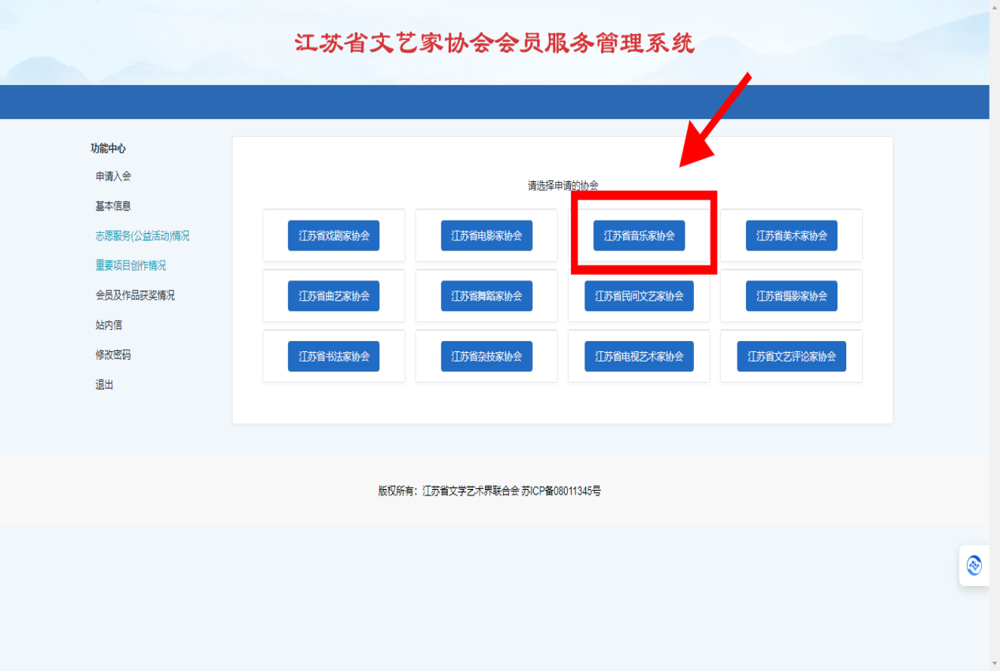 江苏省文艺家协会会员服务管理系统
功能中心
申请入会
基本信息
志愿服务(公益活动)情况
重要项目创作情况
会员及作品获奖情况
站内信
修改密码
退出
请选择申请的协会
江苏省戏剧家协会
江苏省电影家协会
江苏省音乐家协会
江苏省美术家协会
江苏省曲艺家协会
江苏省舞蹈家协会
江苏省民间文艺家协会
江苏省摄影家协会
江苏省书法家协会
江苏省杂技家协会
江苏省电视艺术家协会
江苏省文艺评论家协会
版权所有：江苏省文学艺术界联合会 苏ICP备08011345号